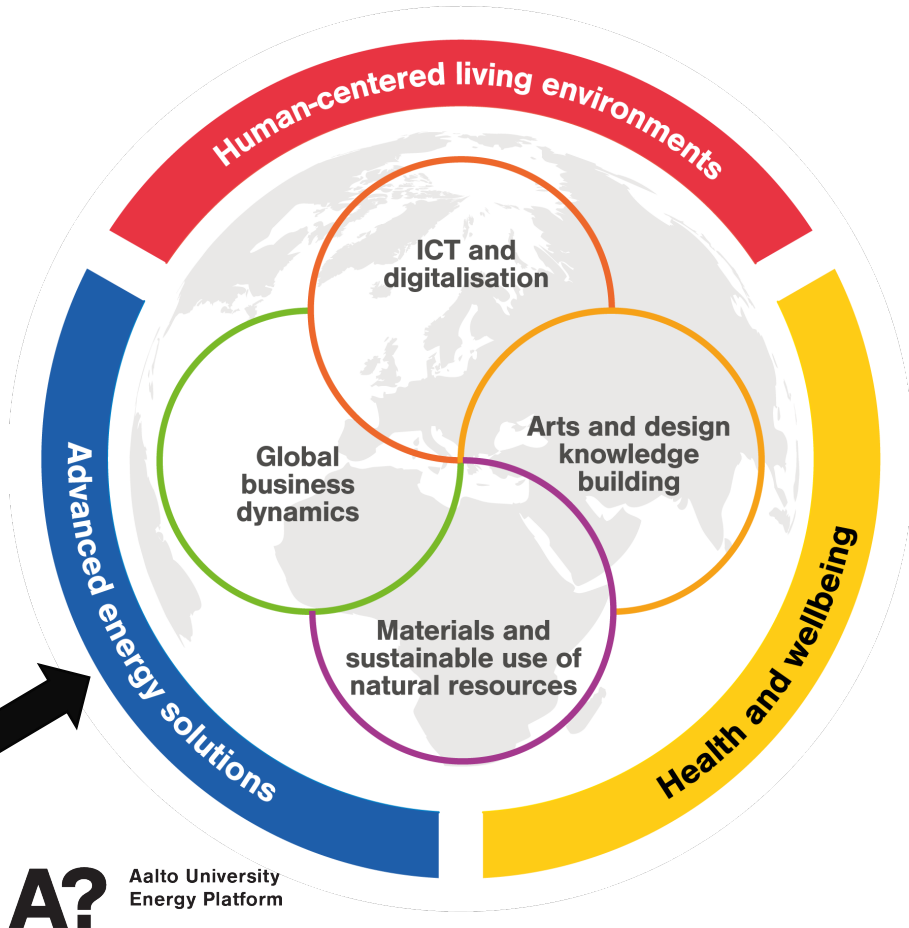 Human-centered living environments
ICT and
digitalisation
Arts and design
knowledge
building
Global
business
dynamics
Materials and
sustainable use of
natural resources
Advanced energy solutions
Health and wellbeing
A?
Aalto University
Energy Platform